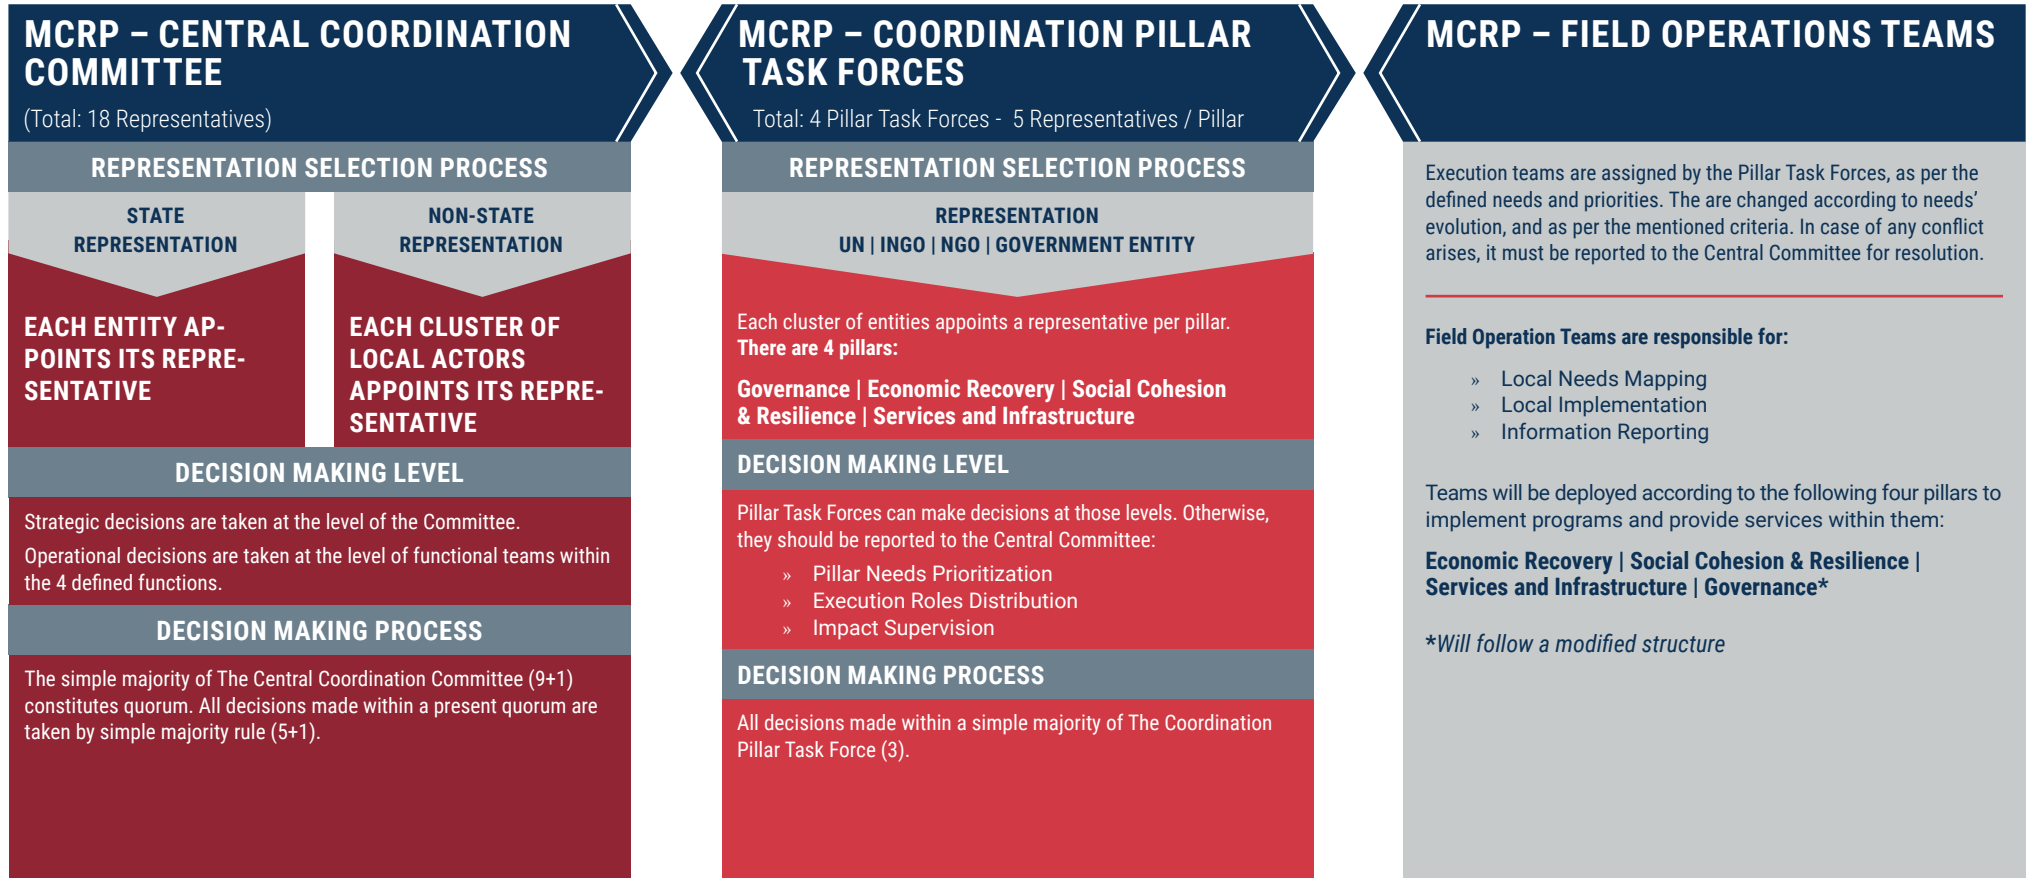 MCRP – CENTRAL COORDINATION
COMMITTEE
(Total: 18 Representatives)
REPRESENTATION SELECTION PROCESS
STATE
REPRESENTATION
EACH ENTITY AP-
POINTS ITS REPRE-
SENTATIVE
NON-STATE
REPRESENTATION
EACH CLUSTER OF
LOCAL ACTORS
APPOINTS ITS REPRE-
SENTATIVE
DECISION MAKING LEVEL
Strategic decisions are taken at the level of the Committee.
Operational decisions are taken at the level of functional teams within
the 4 defined functions.
DECISION MAKING PROCESS
The simple majority of The Central Coordination Committee (9+1)
constitutes quorum. All decisions made within a present quorum are
taken by simple majority rule (5+1).
MCRP – COORDINATION PILLAR
TASK FORCES
Total: 4 Pillar Task Forces - 5 Representatives / Pillar
REPRESENTATION SELECTION PROCESS
REPRESENTATION
UN | INGO | NGO | GOVERNMENT ENTITY
Each cluster of entities appoints a representative per pillar.
There are 4 pillars:
Governance | Economic Recovery | Social Cohesion
& Resilience | Services and Infrastructure
DECISION MAKING LEVEL
Pillar Task Forces can make decisions at those levels. Otherwise,
they should be reported to the Central Committee:
» Pillar Needs Prioritization
» Execution Roles Distribution
» Impact Supervision
DECISION MAKING PROCESS
All decisions made within a simple majority of The Coordination
Pillar Task Force (3).
MCRP – FIELD OPERATIONS TEAMS
Execution teams are assigned by the Pillar Task Forces, as per the
defined needs and priorities. The are changed according to needs’
evolution, and as per the mentioned criteria. In case of any conflict
arises, it must be reported to the Central Committee for resolution.
Field Operation Teams are responsible for:
» Local Needs Mapping
» Local Implementation
» Information Reporting
Teams will be deployed according to the following four pillars to
implement programs and provide services within them:
Economic Recovery | Social Cohesion & Resilience |
Services and Infrastructure | Governance*
*Will follow a modified structure